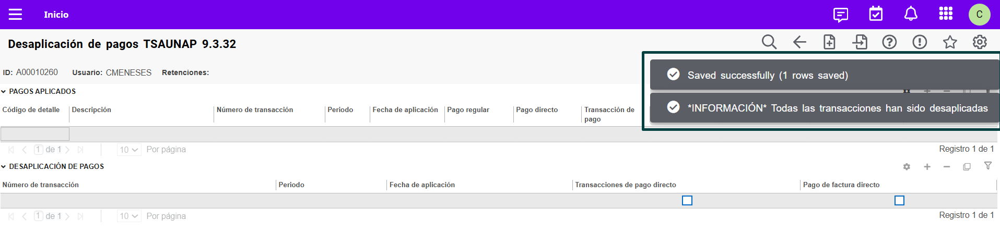 Inicio
C
Desaplicación de pagos TSAUNAP 9.3.32
ID: A00010260 Usuario: CMENESES Retenciones:
Saved successfully (1 rows saved)
*INFORMACIÓN* Todas las transacciones han sido desaplicadas
PAGOS APLICADOS
Código de detalle Descripción Número de transacción Periodo Fecha de aplicación Pago regular Pago directo Transacción de
pago
1 de 1 10 Por página Registro 1 de 1
DESAPLICACIÓN DE PAGOS
Número de transacción Periodo Fecha de aplicación Transacciones de pago directo Pago de factura directo
1 de 1 10 Por página Registro 1 de 1